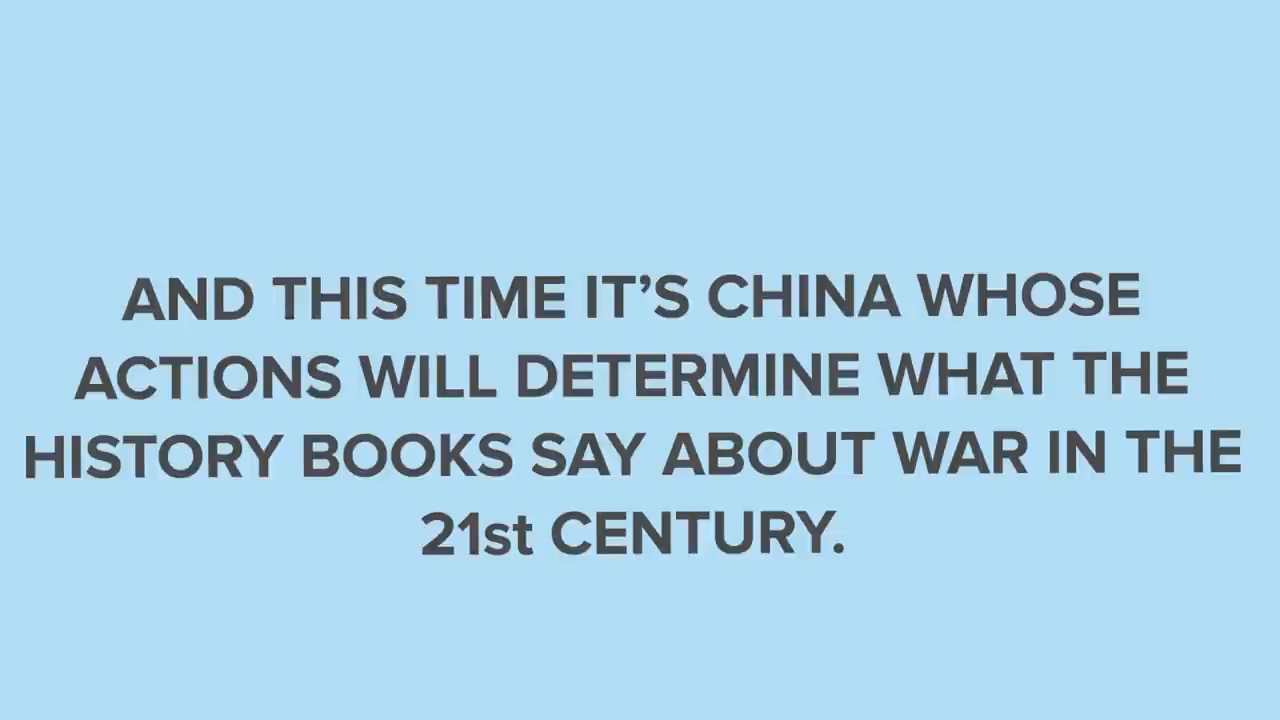 AND THIS TIME IT’S CHINA WHOSE
ACTIONS WILL DETERMINE WHAT THE
HISTORY BOOKS SAY ABOUT WAR IN THE
21st CENTURY.